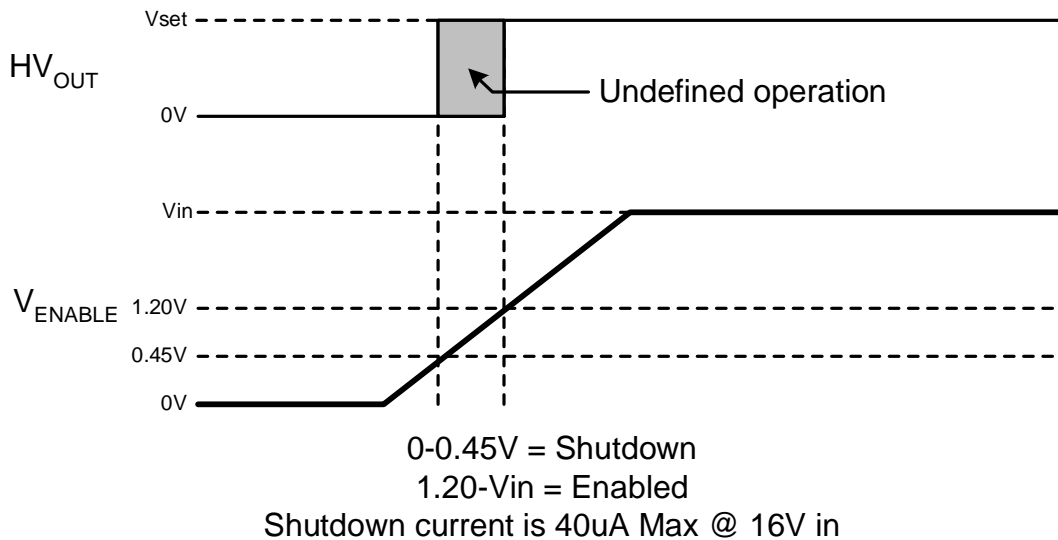 Vset
HVOUT
Undefined operation
0V
Vin
VENABLE
1.20V
0.45V
0V
0-0.45V = Shutdown
1.20-Vin = Enabled
Shutdown current is 40uA Max @ 16V in